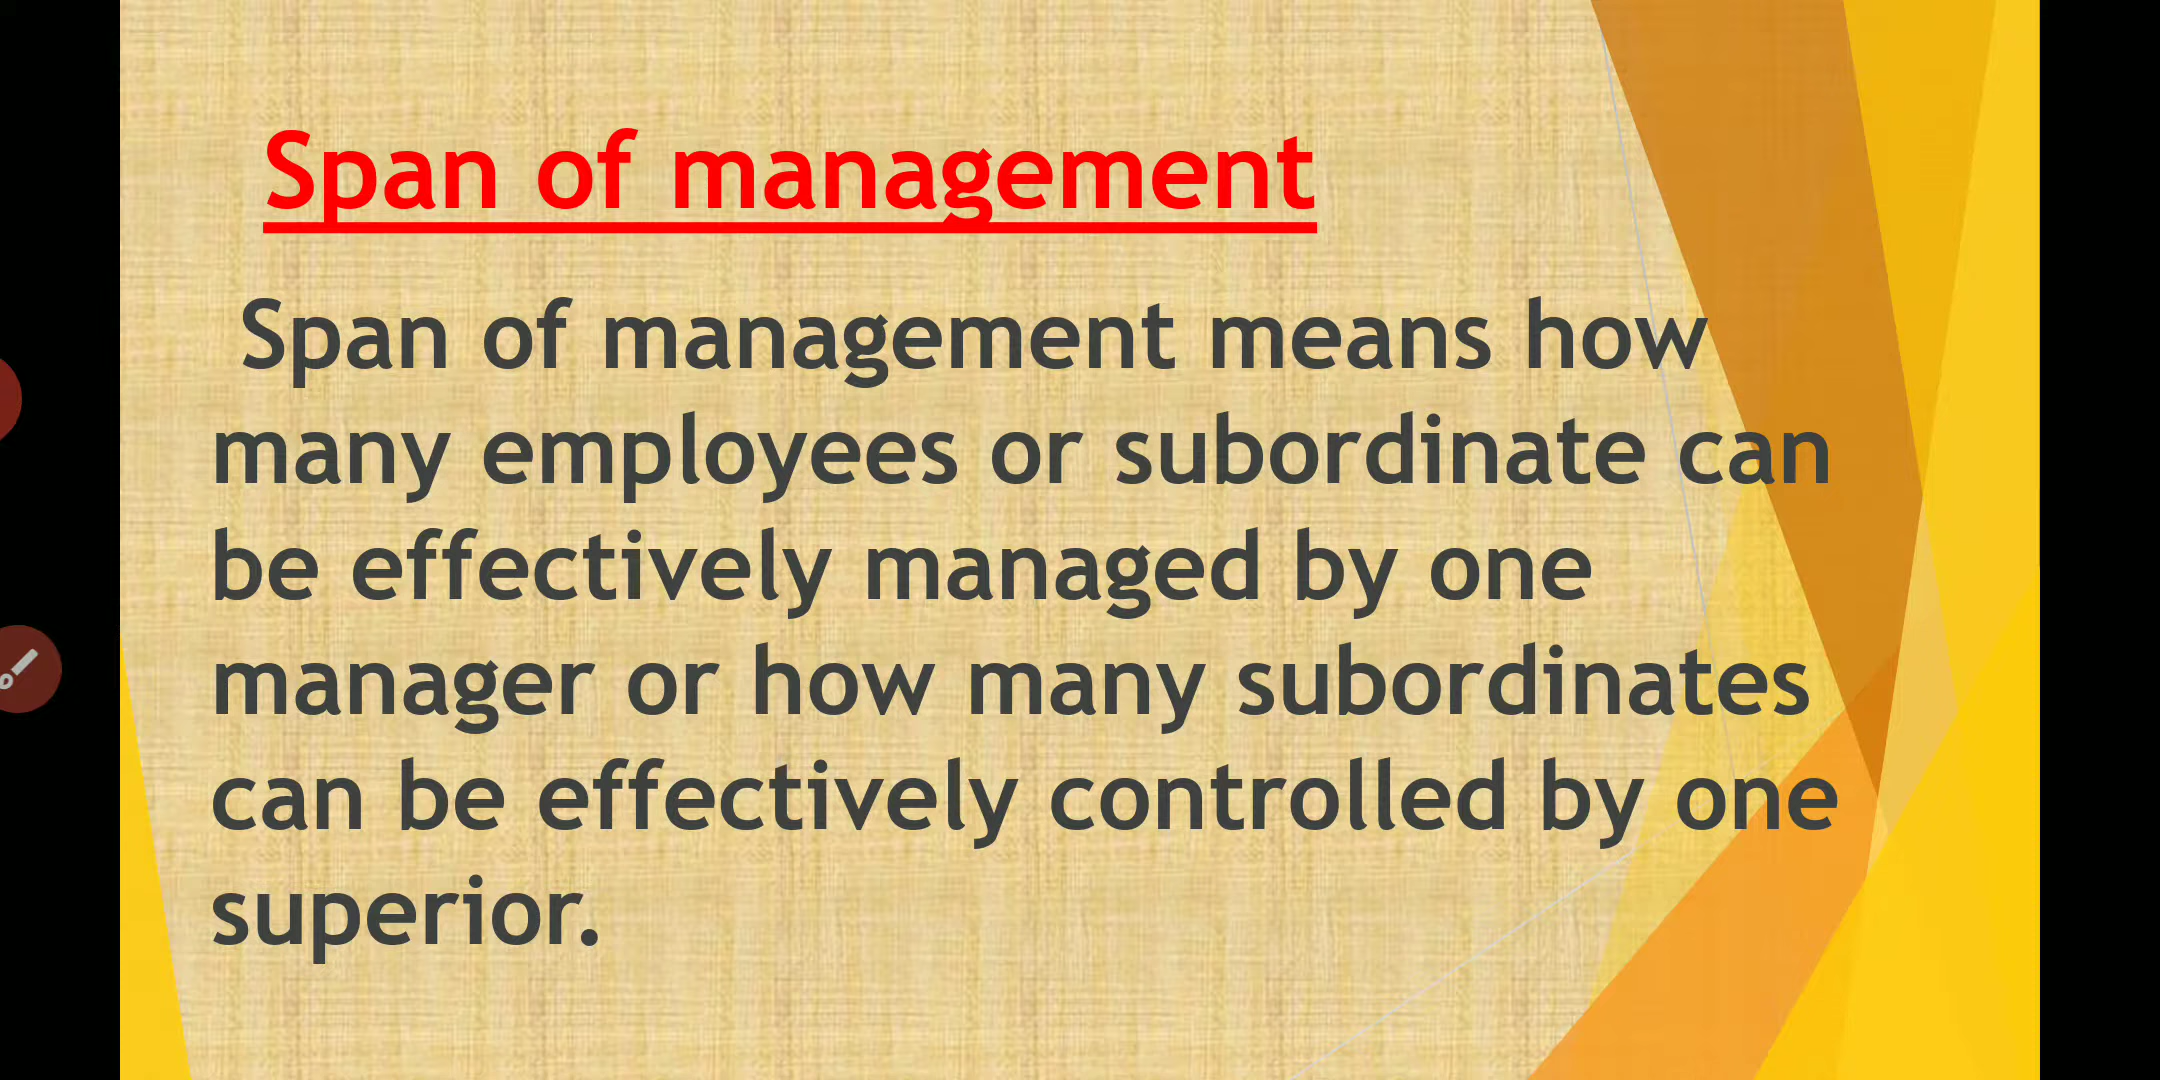 Span of management
Span of management means how
many employees or subordinate can
be effectively managed by one
manager or how many subordinates
can be effectively controlled by one
superior.